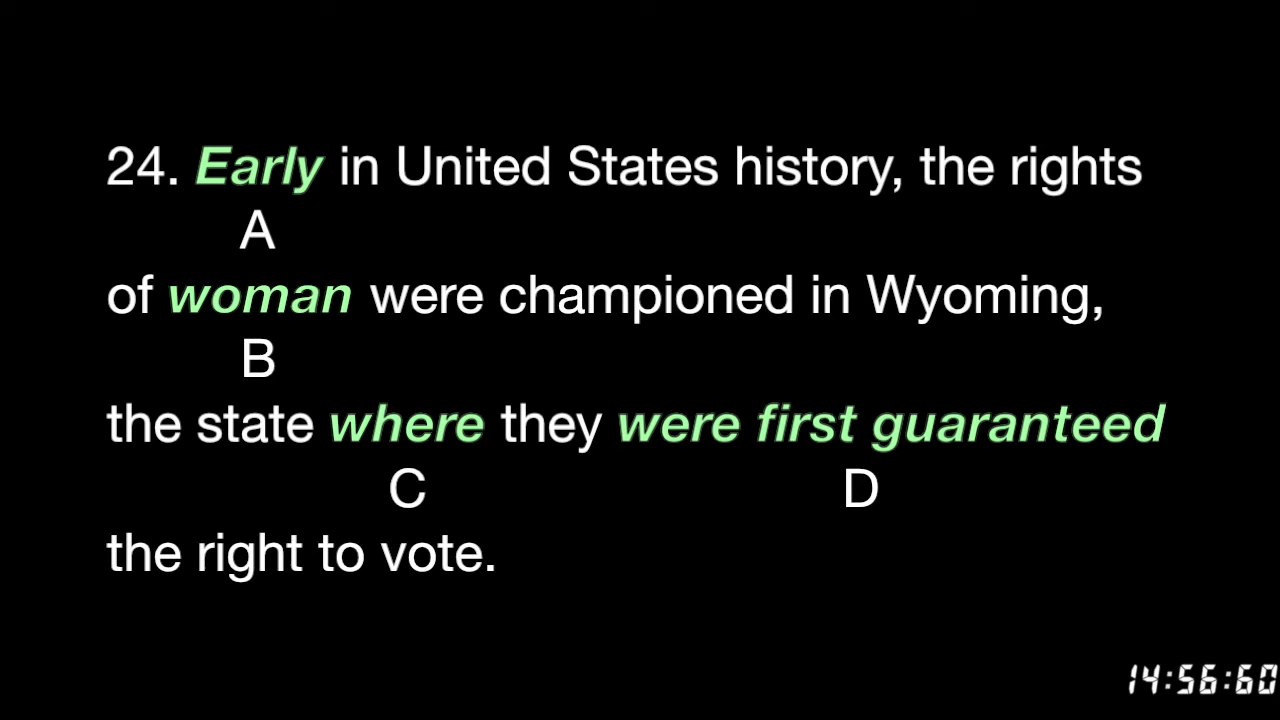 24. Early in United States history, the rights
A
of woman were championed in Wyoming,
B
the state where they were first guaranteed
C D
the right to vote.
14:56:60